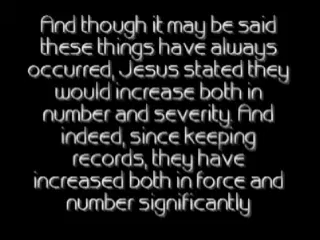 And though it may be said
these things have always
occurred, Jesus stated they
would increase both in
number and severity. And
indeed, since keeping
records, they have
increased both in force and
number significantly